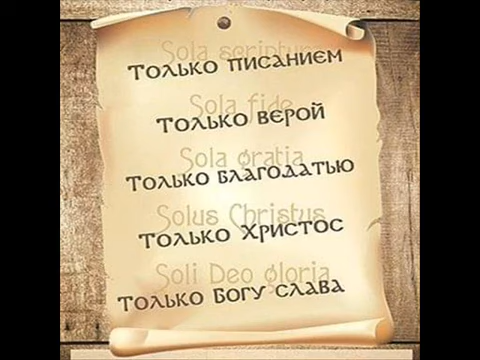 Sola scriptura
Только писанием
Sola fide
Только верой
Sola gratia
Только благодатью
Solus Christus
Только Христос
Soli Deo gloria
Только Богу слава